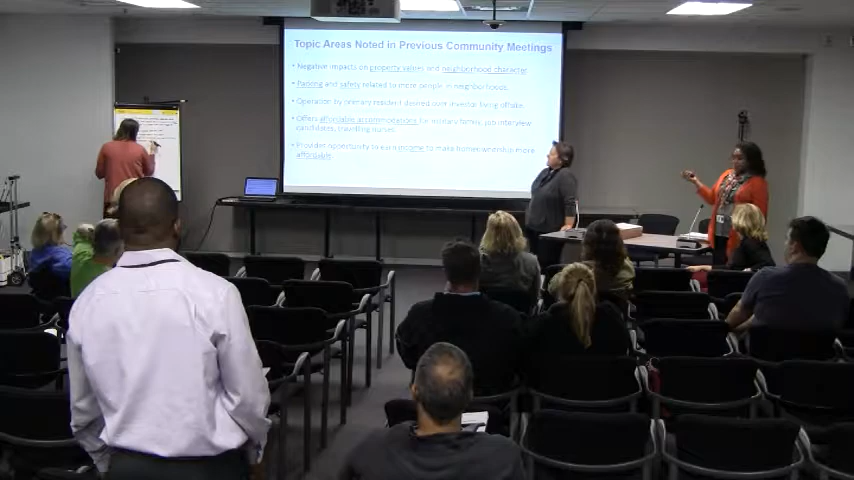 Topic Areas Noted in Previous Community Meetings
• Negative impacts on property values and neighborhood character.
• Parking and safety related to more people in neighborhoods.
• Operation by primary resident desired over investor living offsite.
• Offers affordable accommodations for military family, job interview
candidates, travelling nurses.
• Provides opportunity to earn income to make homeownership more
affordable.